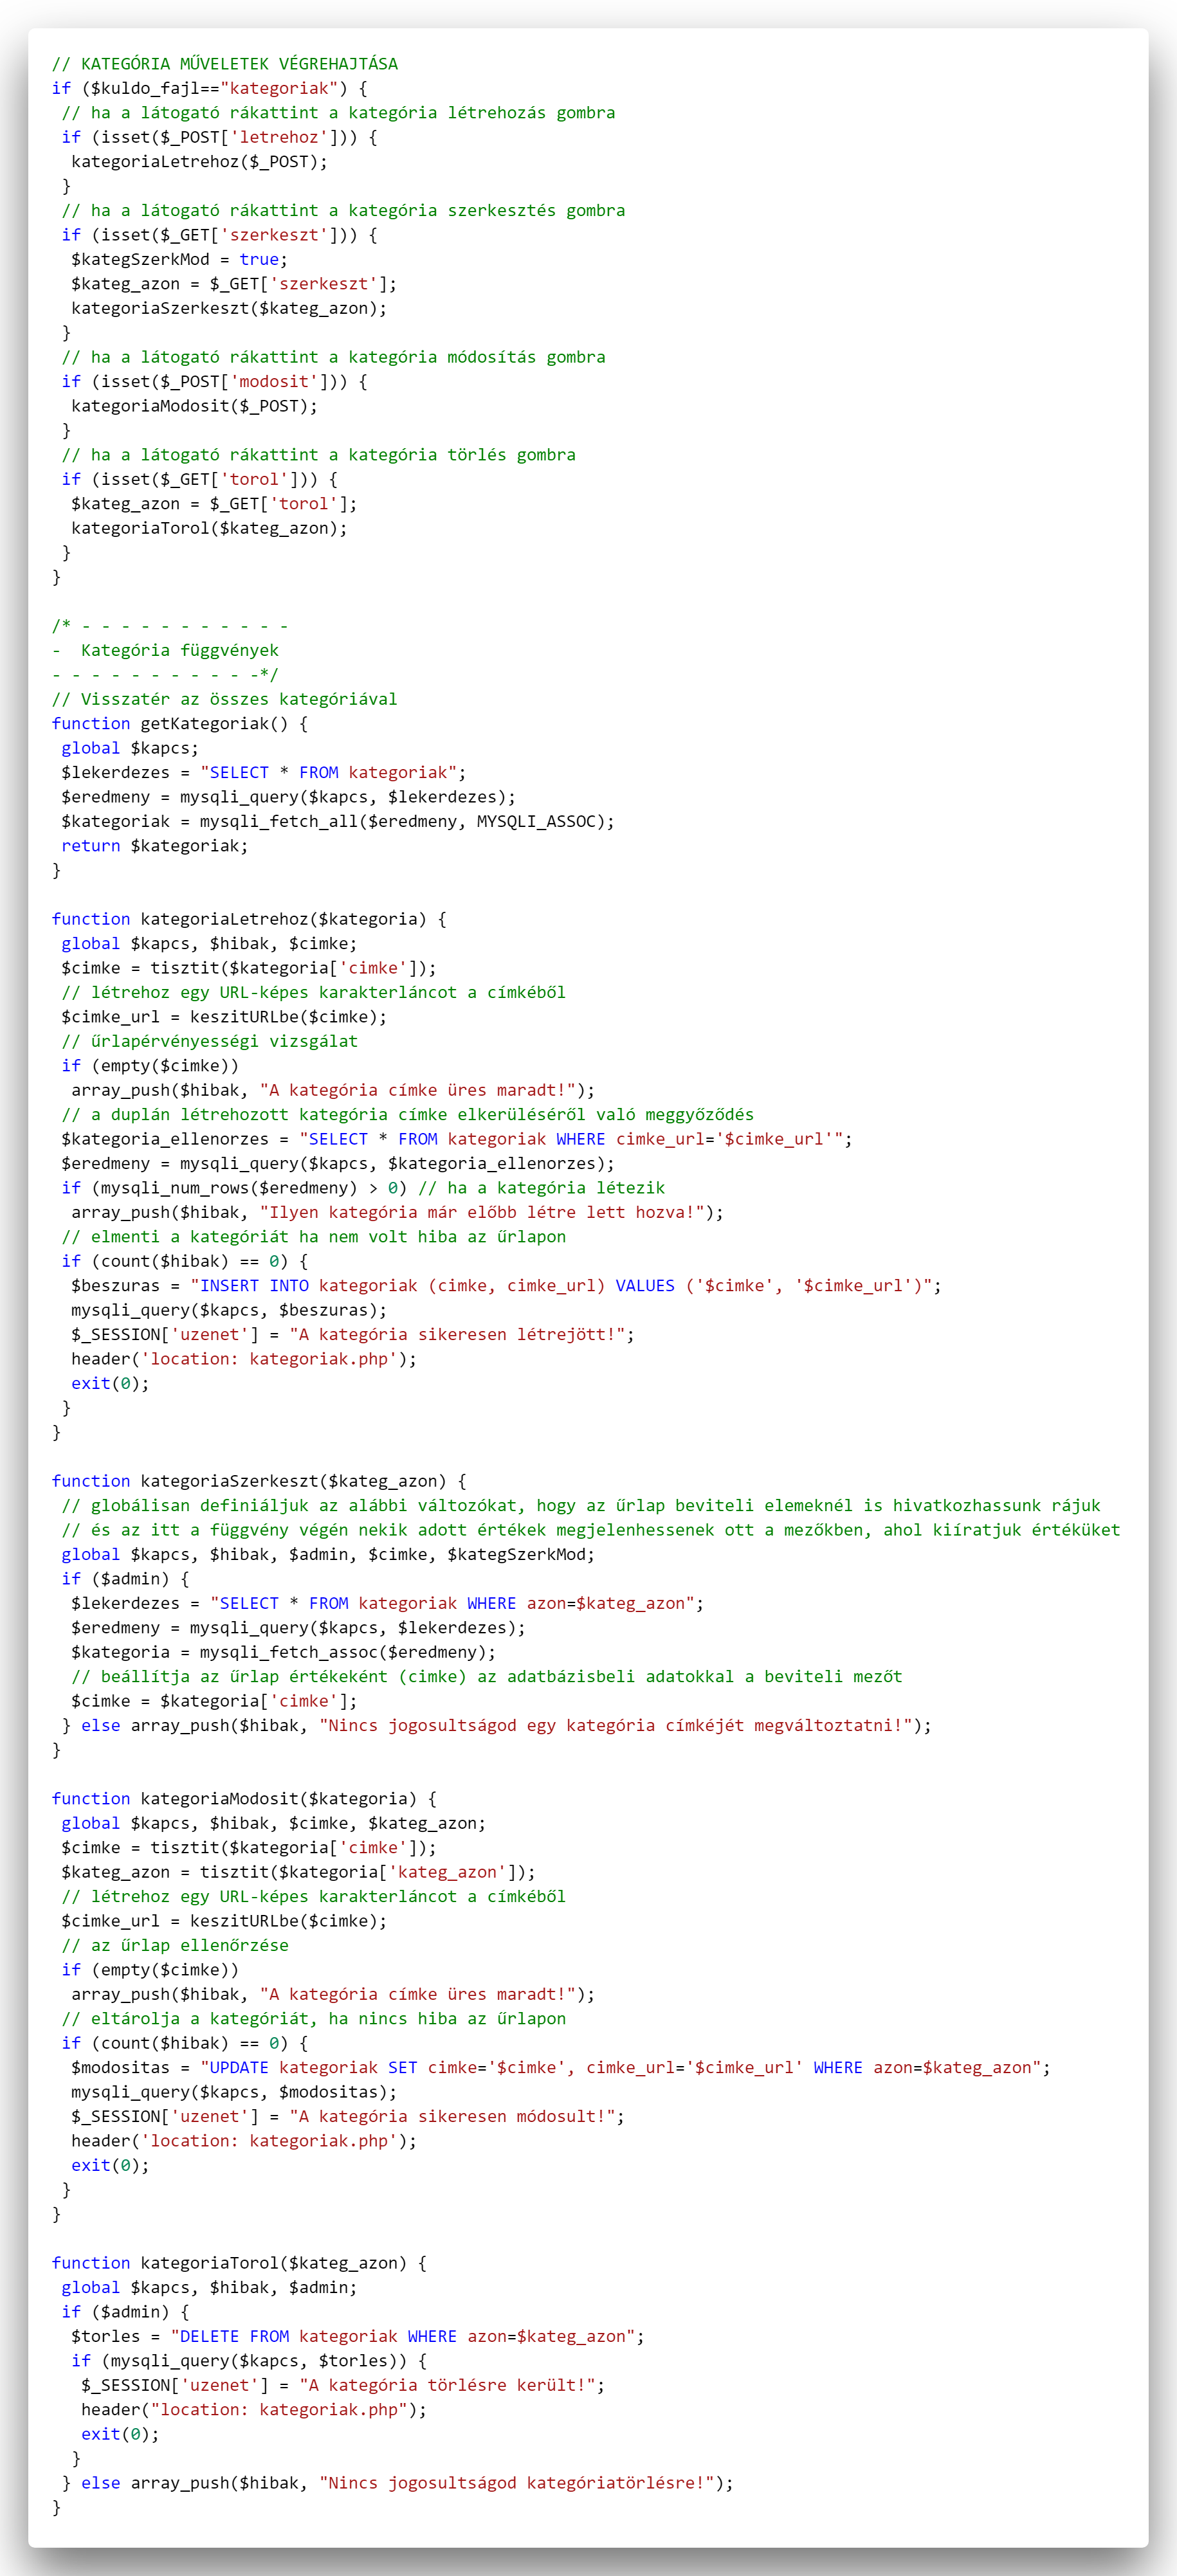 // KATEGÓRIA MŰVELETEK VÉGREHAJTÁSA
if ($kuldo_fajl=="kategoriak") {
 // ha a látogató rákattint a kategória létrehozás gombra
 if (isset($_POST['letrehoz'])) {
  kategoriaLetrehoz($_POST);
 }
 // ha a látogató rákattint a kategória szerkesztés gombra
 if (isset($_GET['szerkeszt'])) {
  $kategSzerkMod = true;
  $kateg_azon = $_GET['szerkeszt'];
  kategoriaSzerkeszt($kateg_azon);
 }
 // ha a látogató rákattint a kategória módosítás gombra
 if (isset($_POST['modosit'])) {
  kategoriaModosit($_POST);
 }
 // ha a látogató rákattint a kategória törlés gombra
 if (isset($_GET['torol'])) {
  $kateg_azon = $_GET['torol'];
  kategoriaTorol($kateg_azon);
 }
}

/* - - - - - - - - - - -
-  Kategória függvények
- - - - - - - - - - -*/
// Visszatér az összes kategóriával
function getKategoriak() {
 global $kapcs;
 $lekerdezes = "SELECT * FROM kategoriak";
 $eredmeny = mysqli_query($kapcs, $lekerdezes);
 $kategoriak = mysqli_fetch_all($eredmeny, MYSQLI_ASSOC);
 return $kategoriak;
}

function kategoriaLetrehoz($kategoria) {
 global $kapcs, $hibak, $cimke;
 $cimke = tisztit($kategoria['cimke']);
 // létrehoz egy URL-képes karakterláncot a címkéből
 $cimke_url = keszitURLbe($cimke);
 // űrlapérvényességi vizsgálat
 if (empty($cimke))
  array_push($hibak, "A kategória címke üres maradt!");
 // a duplán létrehozott kategória címke elkerüléséről való meggyőződés
 $kategoria_ellenorzes = "SELECT * FROM kategoriak WHERE cimke_url='$cimke_url'";
 $eredmeny = mysqli_query($kapcs, $kategoria_ellenorzes);
 if (mysqli_num_rows($eredmeny) > 0) // ha a kategória létezik
  array_push($hibak, "Ilyen kategória már előbb létre lett hozva!");
 // elmenti a kategóriát ha nem volt hiba az űrlapon
 if (count($hibak) == 0) {
  $beszuras = "INSERT INTO kategoriak (cimke, cimke_url) VALUES ('$cimke', '$cimke_url')";
  mysqli_query($kapcs, $beszuras);
  $_SESSION['uzenet'] = "A kategória sikeresen létrejött!";
  header('location: kategoriak.php');
  exit(0);
 }
}

function kategoriaSzerkeszt($kateg_azon) {
 // globálisan definiáljuk az alábbi változókat, hogy az űrlap beviteli elemeknél is hivatkozhassunk rájuk
 // és az itt a függvény végén nekik adott értékek megjelenhessenek ott a mezőkben, ahol kiíratjuk értéküket
 global $kapcs, $hibak, $admin, $cimke, $kategSzerkMod;
 if ($admin) {
  $lekerdezes = "SELECT * FROM kategoriak WHERE azon=$kateg_azon";
  $eredmeny = mysqli_query($kapcs, $lekerdezes);
  $kategoria = mysqli_fetch_assoc($eredmeny);
  // beállítja az űrlap értékeként (cimke) az adatbázisbeli adatokkal a beviteli mezőt
  $cimke = $kategoria['cimke'];
 } else array_push($hibak, "Nincs jogosultságod egy kategória címkéjét megváltoztatni!");
}

function kategoriaModosit($kategoria) {
 global $kapcs, $hibak, $cimke, $kateg_azon;
 $cimke = tisztit($kategoria['cimke']);
 $kateg_azon = tisztit($kategoria['kateg_azon']);
 // létrehoz egy URL-képes karakterláncot a címkéből
 $cimke_url = keszitURLbe($cimke);
 // az űrlap ellenőrzése
 if (empty($cimke))
  array_push($hibak, "A kategória címke üres maradt!");
 // eltárolja a kategóriát, ha nincs hiba az űrlapon
 if (count($hibak) == 0) {
  $modositas = "UPDATE kategoriak SET cimke='$cimke', cimke_url='$cimke_url' WHERE azon=$kateg_azon";
  mysqli_query($kapcs, $modositas);
  $_SESSION['uzenet'] = "A kategória sikeresen módosult!";
  header('location: kategoriak.php');
  exit(0);
 }
}

function kategoriaTorol($kateg_azon) {
 global $kapcs, $hibak, $admin;
 if ($admin) {
  $torles = "DELETE FROM kategoriak WHERE azon=$kateg_azon";
  if (mysqli_query($kapcs, $torles)) {
   $_SESSION['uzenet'] = "A kategória törlésre került!";
   header("location: kategoriak.php");
   exit(0);
  }
 } else array_push($hibak, "Nincs jogosultságod kategóriatörlésre!");
}